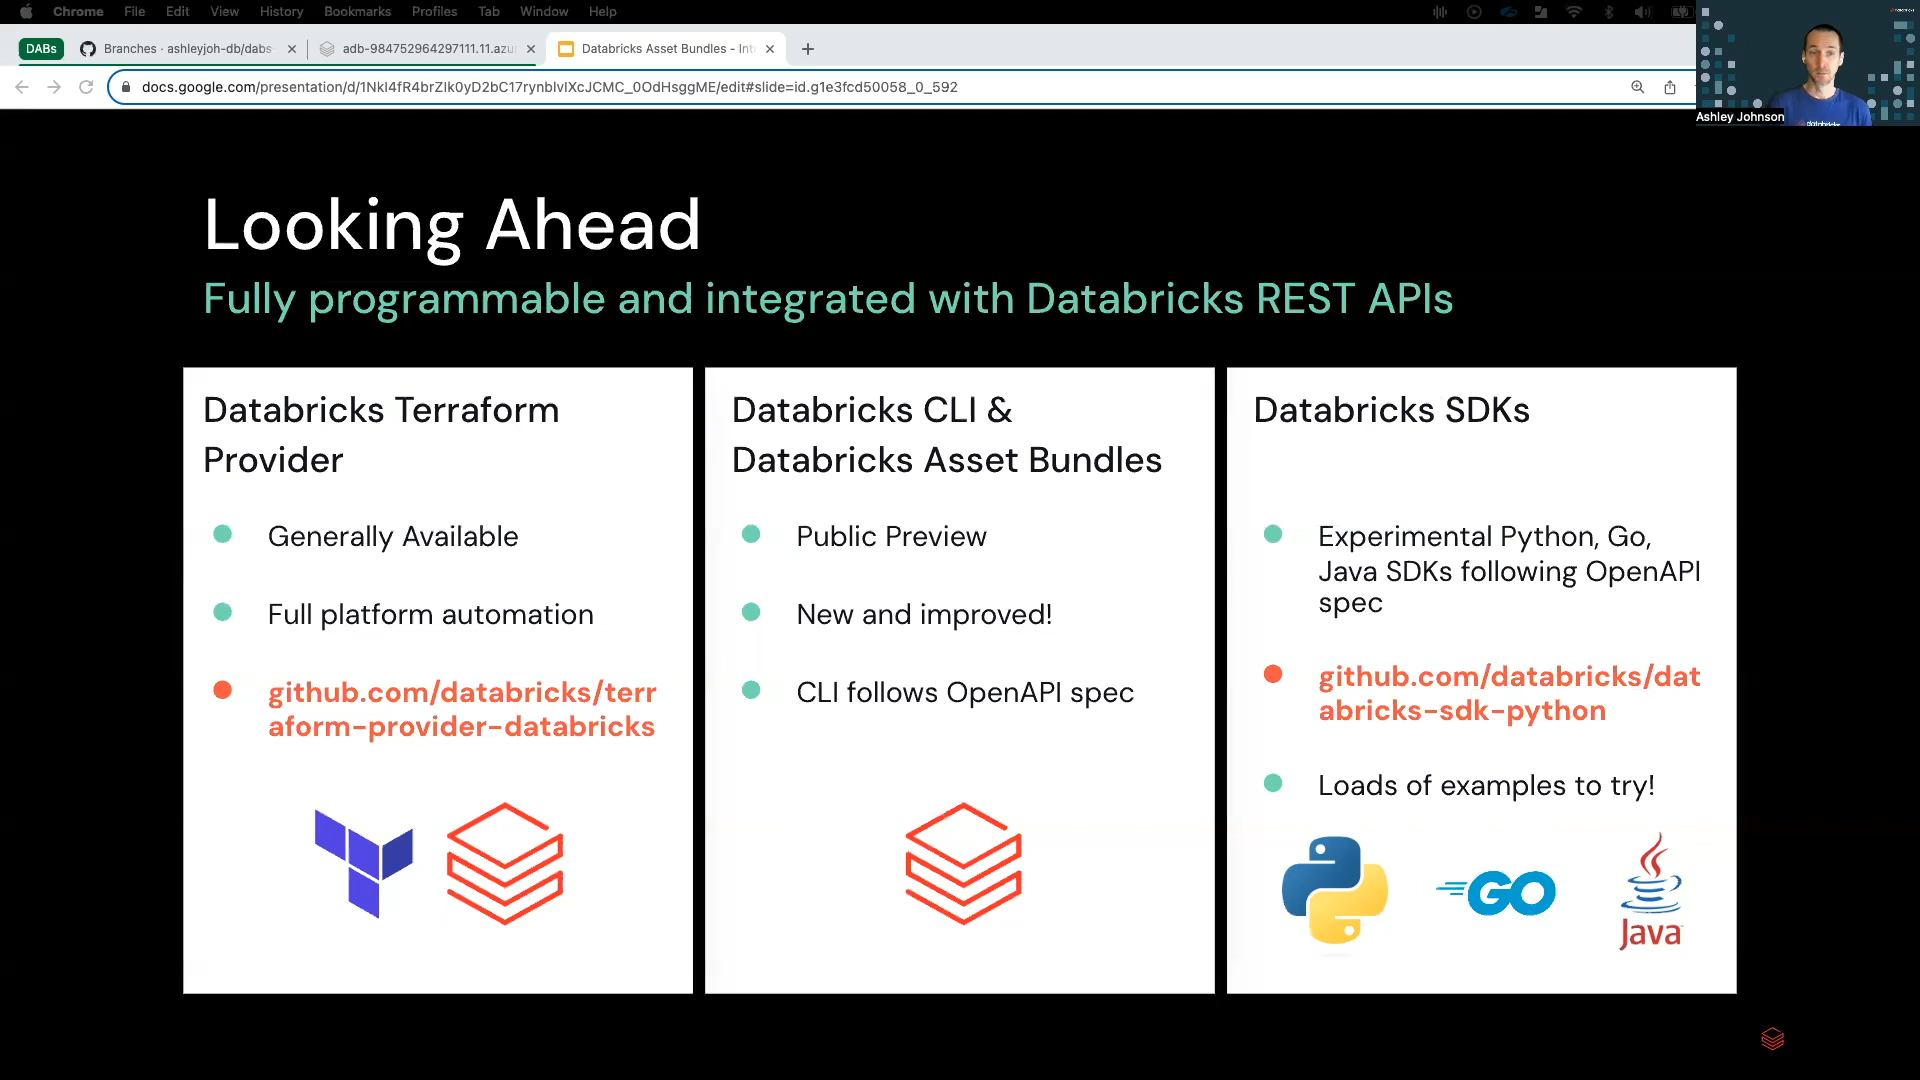 Chrome File Edit View History Bookmarks Profiles Tab Window Help
DABs Branches · ashleyjoh-db/dabs adb-984752964297111.11.azu Databricks Asset Bundles - Int
docs.google.com/presentation/d/1NkI4fR4brZIk0yD2bC17rynbIvIXcJCMC_0OdHsggME/edit#slide=id.g1e3fcd50058_0_592
Ashley Johnson
databricks
Looking Ahead
Fully programmable and integrated with Databricks REST APIs
Databricks Terraform
Provider
Generally Available
Full platform automation
github.com/databricks/terr
aform-provider-databricks
Databricks CLI &
Databricks Asset Bundles
Public Preview
New and improved!
CLI follows OpenAPI spec
Databricks SDKs
Experimental Python, Go,
Java SDKs following OpenAPI
spec
github.com/databricks/dat
abricks-sdk-python
Loads of examples to try!
GO
Java